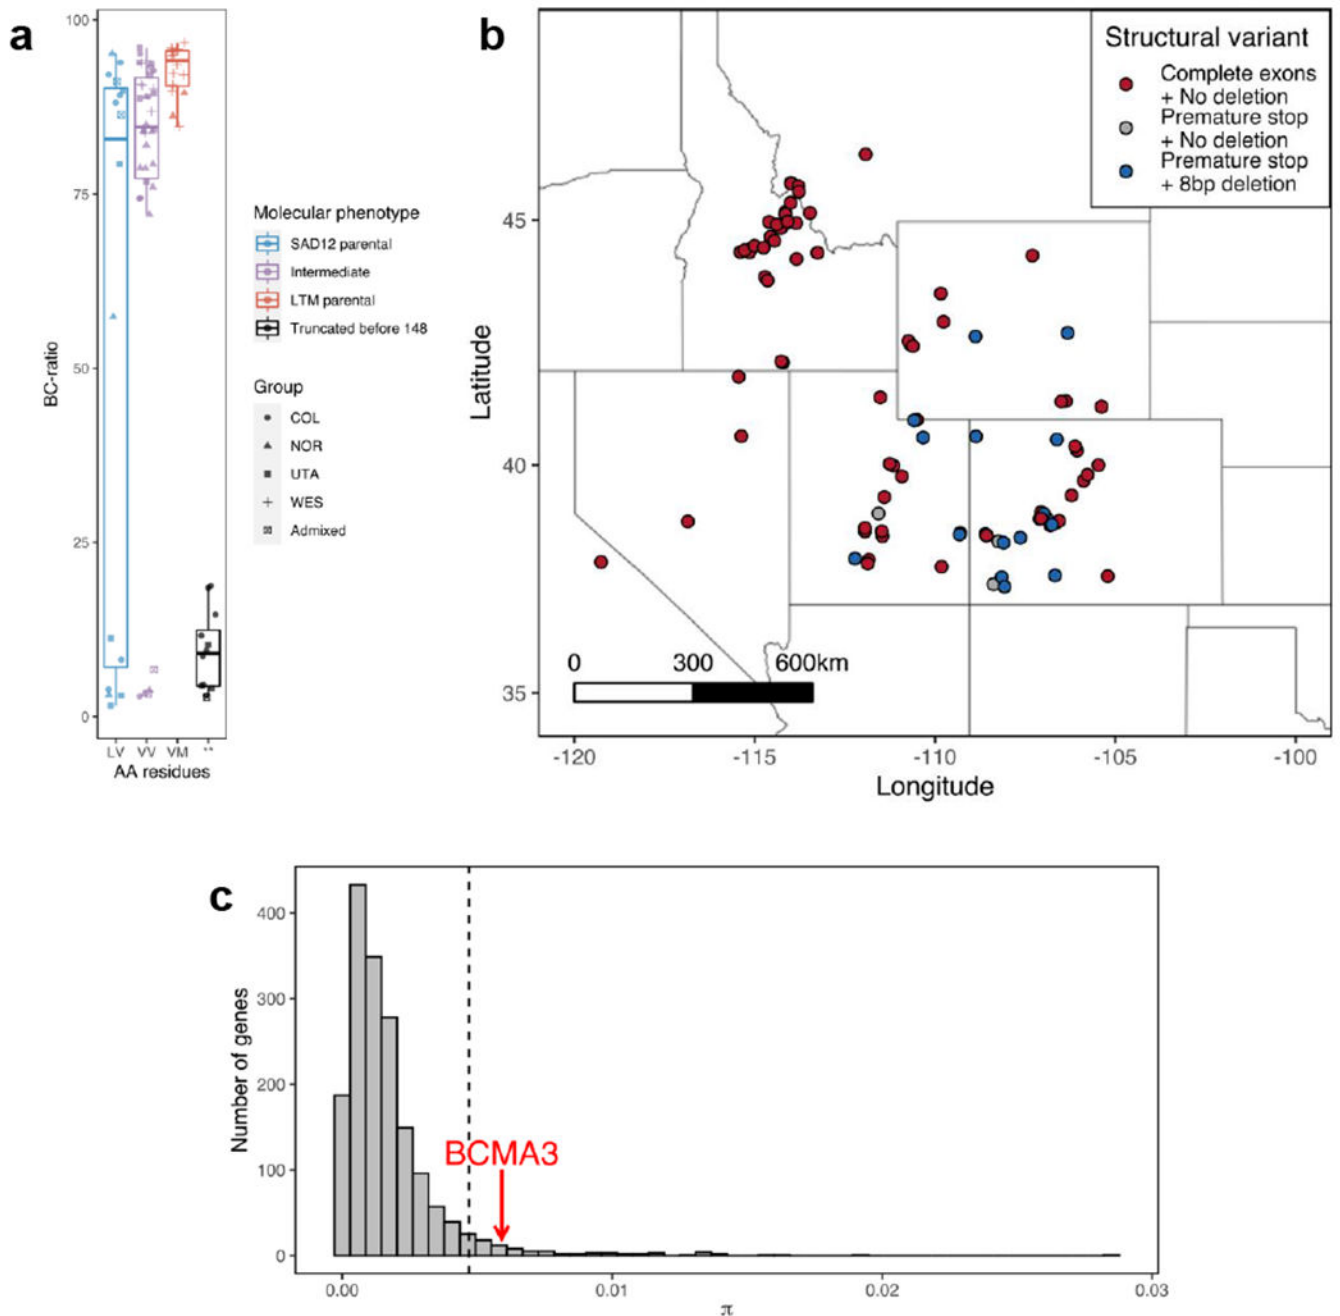 a
100
75
50
25
0
BC-ratio
LV VV VM **
AA residues
Molecular phenotype
SAD12 parental
Intermediate
LTM parental
Truncated before 148
Group
COL
NOR
UTA
WES
Admixed
b
Structural variant
Complete exons
+ No deletion
Premature stop
+ No deletion
Premature stop
+ 8bp deletion
45
40
35
Latitude
0 300 600km
-120 -115 -110 -105 -100
Longitude
c
400
300
200
100
0
Number of genes
BCMA3
0.00 0.01 0.02 0.03
π